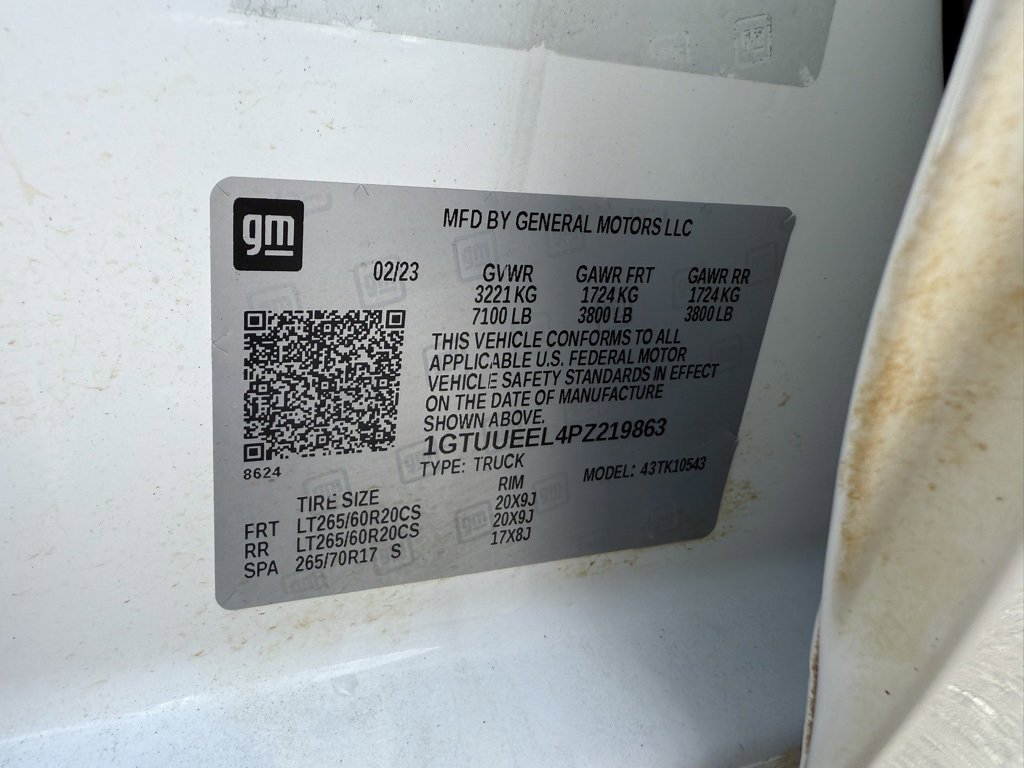 gm
MFD BY GENERAL MOTORS LLC
02/23 GVWR GAWR FRT GAWR RR
3221 KG 1724 KG 1724 KG
7100 LB 3800 LB 3800 LB
THIS VEHICLE CONFORMS TO ALL
APPLICABLE U.S. FEDERAL MOTOR
VEHICLE SAFETY STANDARDS IN EFFECT
ON THE DATE OF MANUFACTURE
SHOWN ABOVE.
1GTUUEEL4PZ219863
8624
TYPE: TRUCK MODEL: 43TK10543
TIRE SIZE RIM
FRT LT265/60R20CS 20X9J
RR LT265/60R20CS 20X9J
SPA 265/70R17 S 17X8J